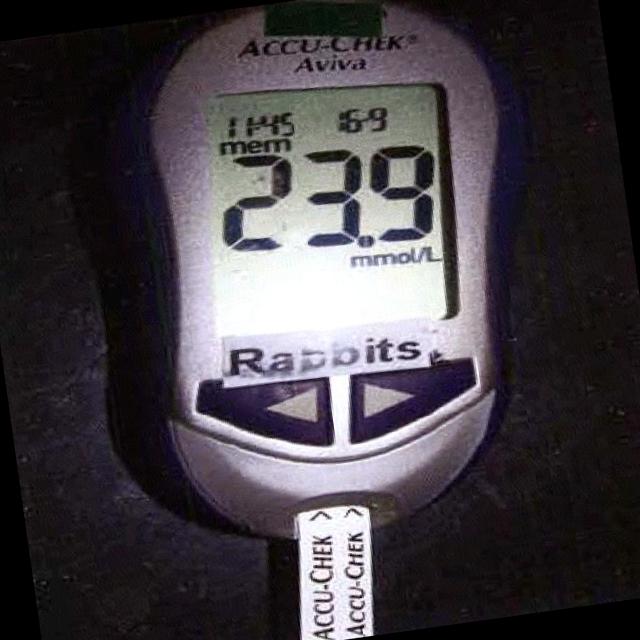 ACCU-CHEK®
Aviva
11:45 16-9
mem
23.9
mmol/L
Rabbits
ACCU-CHEK >
ACCU-CHEK >